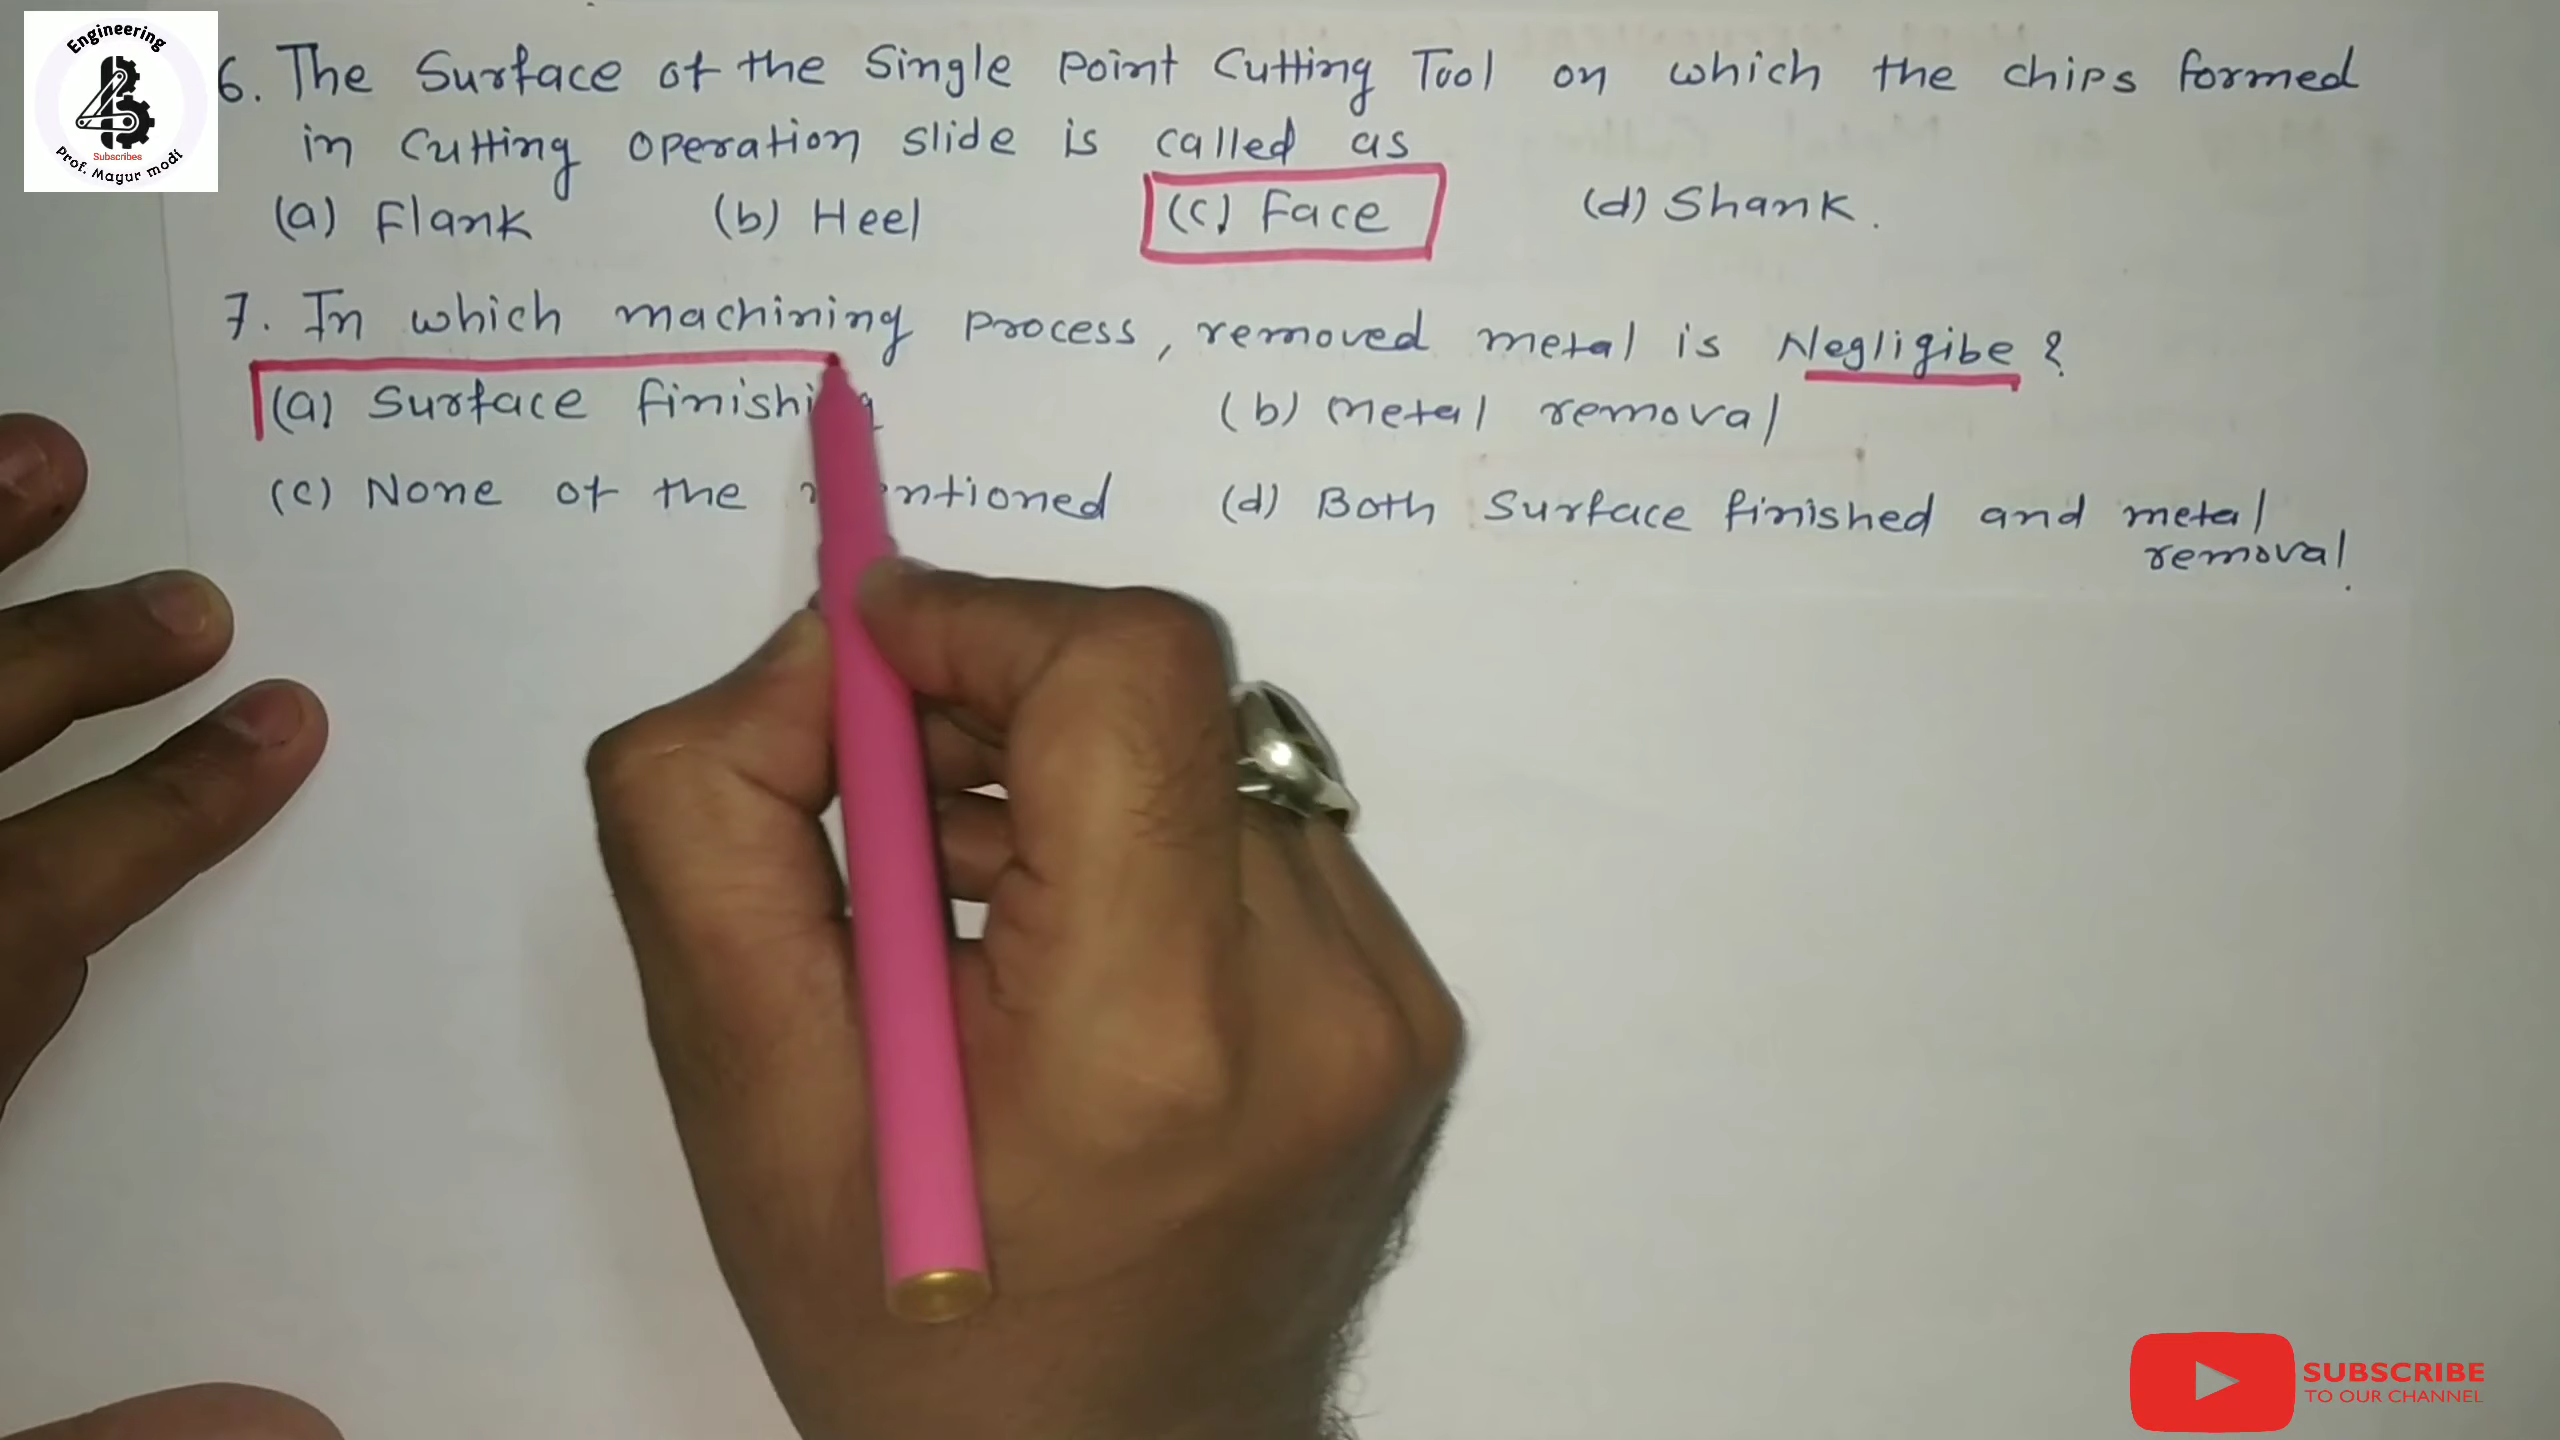 Engineering
Subscribes
Prof. Mayur modi
6. The Surface of the Single Point Cutting Tool on which the chips formed
in Cutting operation slide is called as
(a) Flank (b) Heel (c) Face (d) Shank.
7. In which machining process, removed metal is Negligibe ?
(a) Surface finishing (b) Metal removal
(c) None of the mentioned (d) Both Surface finished and metal
removal.
SUBSCRIBE
TO OUR CHANNEL